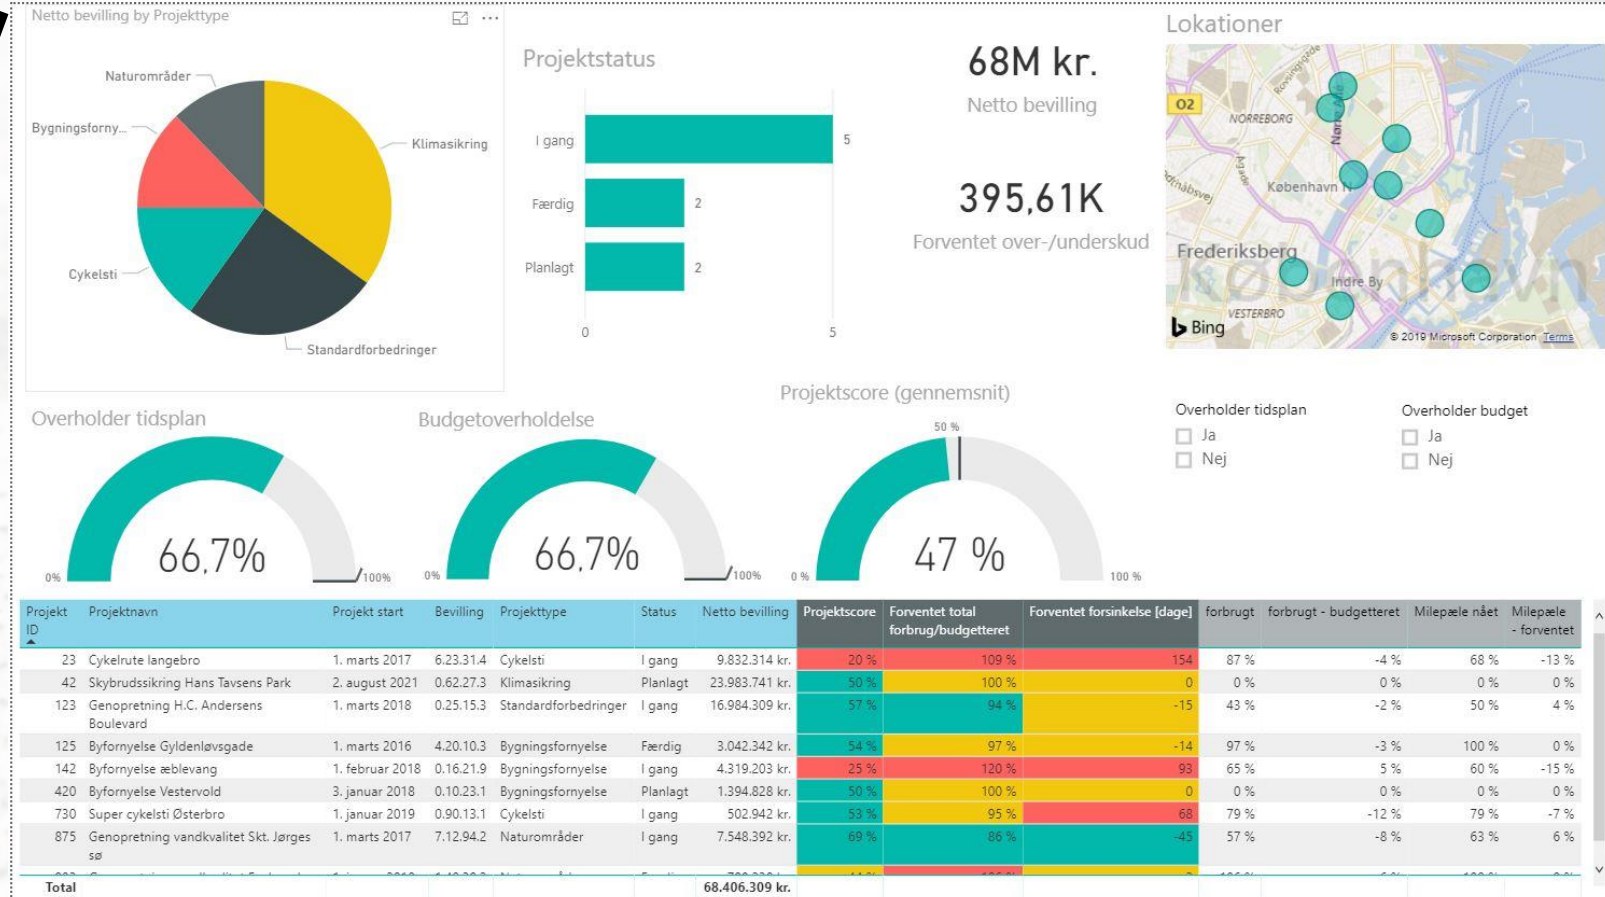 Netto bevilling by Projekttype
Naturområder
Bygningsforny...
Klimasikring
Cykelsti
Standardforbedringer
Projektstatus
I gang
5
Færdig
2
Planlagt
2
0
5
68M kr.
Netto bevilling
395,61K
Forventet over-/underskud
Lokationer
O2
NORREBORG
Agade
København N
Frederiksberg
Indre By
København
VESTERBRO
Bing
© 2019 Microsoft Corporation Terms
Overholder tidsplan
66,7%
0%
100%
Budgetoverholdelse
66,7%
0%
100%
Projektscore (gennemsnit)
50 %
47 %
0 %
100 %
Overholder tidsplan
Ja
Nej
Overholder budget
Ja
Nej
Projekt ID Projektnavn Projekt start Bevilling Projekttype Status Netto bevilling Projektscore Forventet total forbrug/budgetteret Forventet forsinkelse [dage] forbrugt forbrugt - budgetteret Milepæle nået Milepæle - forventet
23 Cykelrute langebro 1. marts 2017 6.23.31.4 Cykelsti I gang 9.832.314 kr. 20 % 109 % 154 87 % -4 % 68 % -13 %
42 Skybrudssikring Hans Tavsens Park 2. august 2021 0.62.27.3 Klimasikring Planlagt 23.983.741 kr. 50 % 100 % 0 0 % 0 % 0 % 0 %
123 Genopretning H.C. Andersens 1. marts 2018 0.25.15.3 Standardforbedringer I gang 16.984.309 kr. 57 % 94 % -15 43 % -2 % 50 % 4 %
Boulevard
125 Byfornyelse Gyldenløvsgade 1. marts 2016 4.20.10.3 Bygningsfornyelse Færdig 3.042.342 kr. 54 % 97 % -14 97 % -3 % 100 % 0 %
142 Byfornyelse æblevang 1. februar 2018 0.16.21.9 Bygningsfornyelse I gang 4.319.203 kr. 25 % 120 % 93 65 % 5 % 60 % -15 %
420 Byfornyelse Vestervold 3. januar 2018 0.10.23.1 Bygningsfornyelse Planlagt 1.394.828 kr. 50 % 100 % 0 0 % 0 % 0 % 0 %
730 Super cykelsti Østerbro 1. januar 2019 0.90.13.1 Cykelsti I gang 502.942 kr. 53 % 95 % 68 79 % -12 % 79 % -7 %
875 Genopretning vandkvalitet Skt. Jørges 1. marts 2017 7.12.94.2 Naturområder I gang 7.548.392 kr. 69 % 86 % -45 57 % -8 % 63 % 6 %
sø
Total 68.406.309 kr.